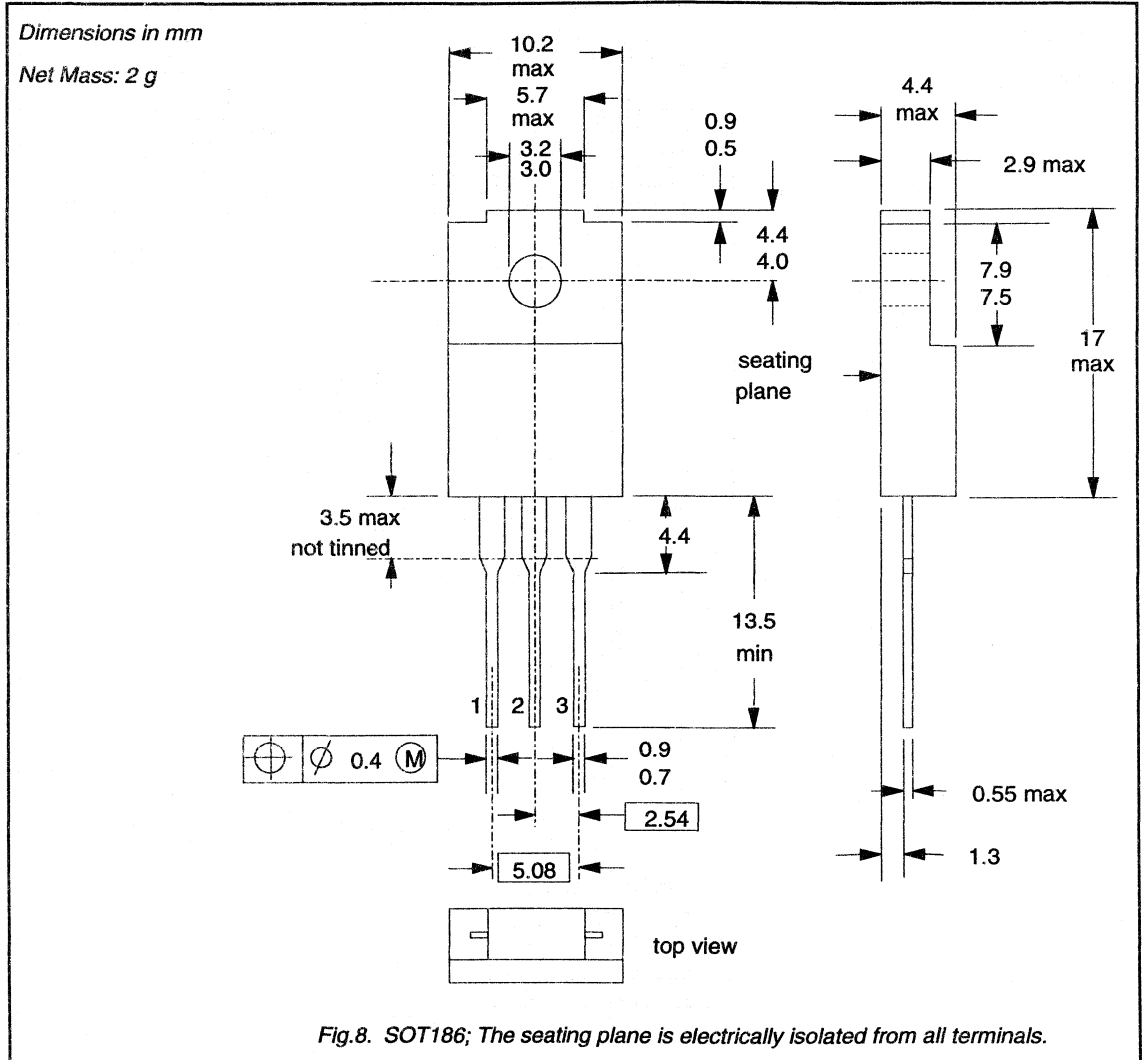 Dimensions in mm
Net Mass: 2 g
10.2
max
5.7
max
3.2
3.0
0.9
0.5
4.4
4.0
seating
plane
4.4
max
2.9 max
7.9
7.5
17
max
3.5 max
not tinned
4.4
13.5
min
1 2 3
⌖ ⌀ 0.4 Ⓜ
0.9
0.7
2.54
5.08
0.55 max
1.3
top view
Fig.8. SOT186; The seating plane is electrically isolated from all terminals.